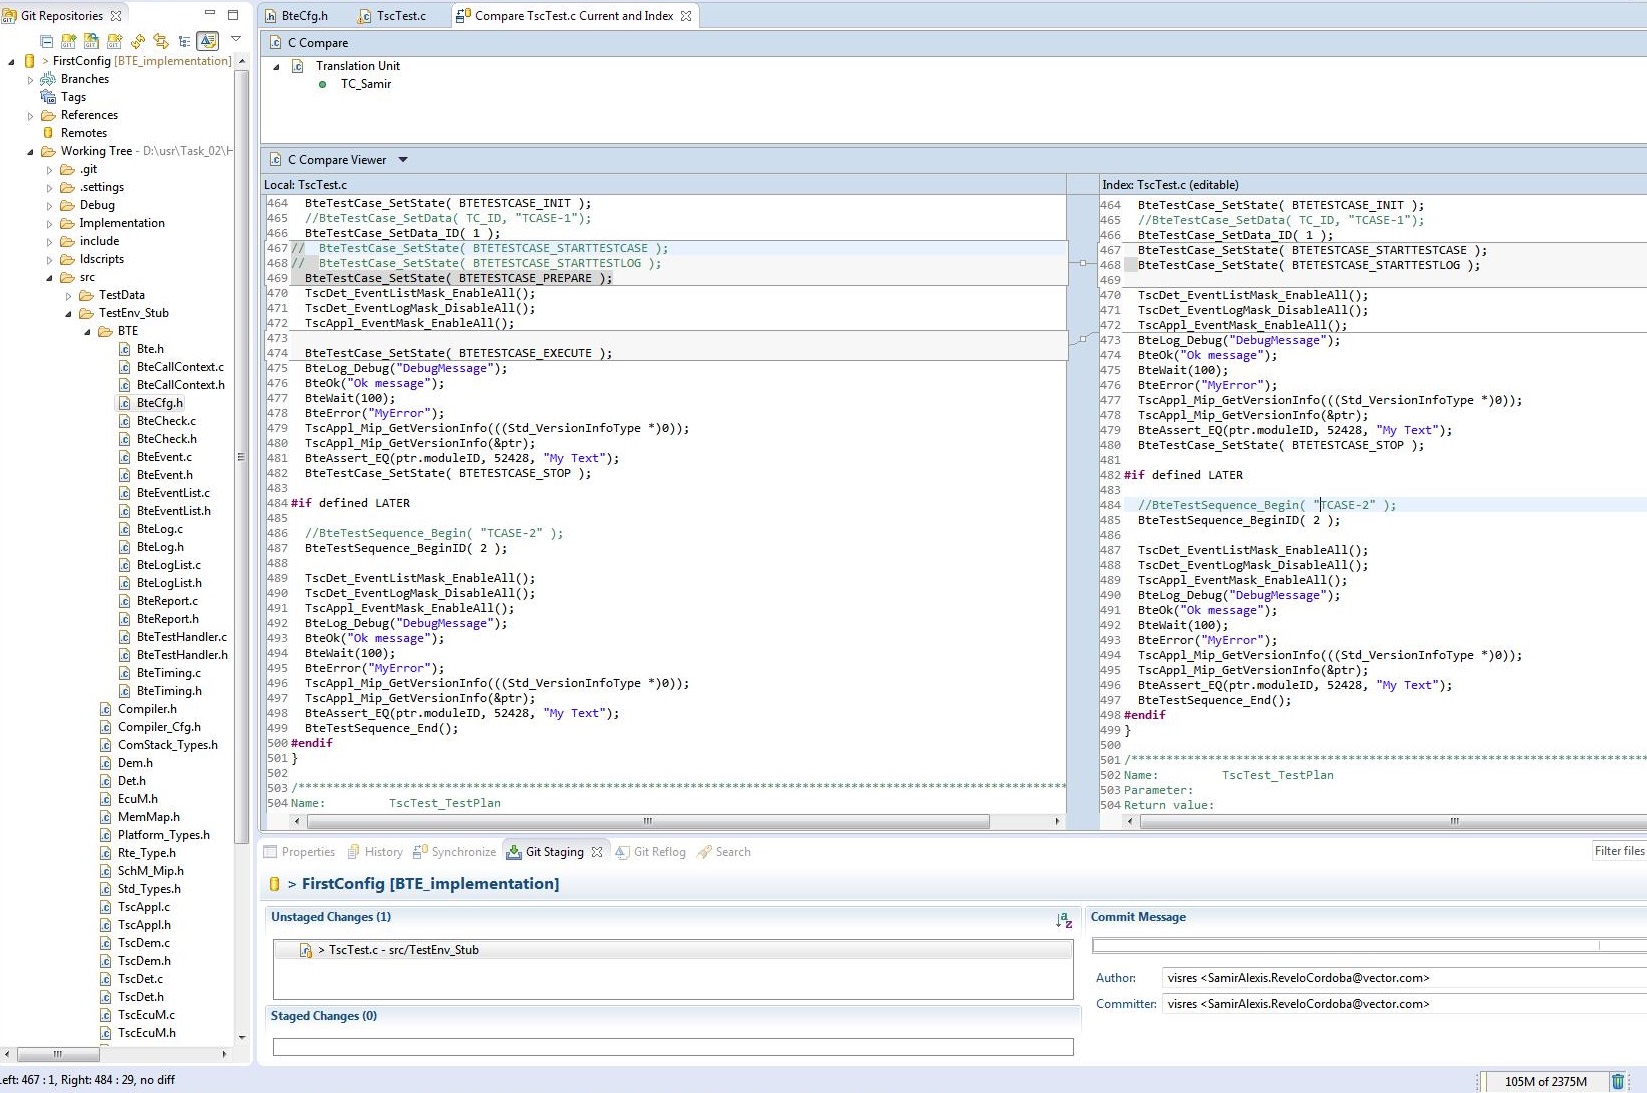 Git Repositories
> FirstConfig [BTE_implementation]
Branches
Tags
References
Remotes
Working Tree - D:\usr\Task_02\H
.git
.settings
Debug
Implementation
include
ldscripts
src
TestData
TestEnv_Stub
BTE
Bte.h
BteCallContext.c
BteCallContext.h
BteCfg.h
BteCheck.c
BteCheck.h
BteEvent.c
BteEvent.h
BteEventList.c
BteEventList.h
BteLog.c
BteLog.h
BteLogList.c
BteLogList.h
BteReport.c
BteReport.h
BteTestHandler.c
BteTestHandler.h
BteTiming.c
BteTiming.h
Compiler.h
Compiler_Cfg.h
ComStack_Types.h
Dem.h
Det.h
EcuM.h
MemMap.h
Platform_Types.h
Rte_Type.h
SchM_Mip.h
Std_Types.h
TscAppl.c
TscAppl.h
TscDem.c
TscDem.h
TscDet.c
TscDet.h
TscEcuM.c
TscEcuM.h
BteCfg.h TscTest.c Compare TscTest.c Current and Index
C Compare
Translation Unit
TC_Samir
C Compare Viewer
Local: TscTest.c
464 BteTestCase_SetState( BTETESTCASE_INIT );
465 //BteTestCase_SetData( TC_ID, "TCASE-1");
466 BteTestCase_SetData_ID( 1 );
467 // BteTestCase_SetState( BTETESTCASE_STARTTESTCASE );
468 // BteTestCase_SetState( BTETESTCASE_STARTTESTLOG );
469 BteTestCase_SetState( BTETESTCASE_PREPARE );
470 TscDet_EventListMask_EnableAll();
471 TscDet_EventLogMask_DisableAll();
472 TscAppl_EventMask_EnableAll();
473
474 BteTestCase_SetState( BTETESTCASE_EXECUTE );
475 BteLog_Debug("DebugMessage");
476 BteOk("Ok message");
477 BteWait(100);
478 BteError("MyError");
479 TscAppl_Mip_GetVersionInfo(((Std_VersionInfoType *)0));
480 TscAppl_Mip_GetVersionInfo(&ptr);
481 BteAssert_EQ(ptr.moduleID, 52428, "My Text");
482 BteTestCase_SetState( BTETESTCASE_STOP );
483
484 #if defined LATER
485
486 //BteTestSequence_Begin( "TCASE-2" );
487 BteTestSequence_BeginID( 2 );
488
489 TscDet_EventListMask_EnableAll();
490 TscDet_EventLogMask_DisableAll();
491 TscAppl_EventMask_EnableAll();
492 BteLog_Debug("DebugMessage");
493 BteOk("Ok message");
494 BteWait(100);
495 BteError("MyError");
496 TscAppl_Mip_GetVersionInfo(((Std_VersionInfoType *)0));
497 TscAppl_Mip_GetVersionInfo(&ptr);
498 BteAssert_EQ(ptr.moduleID, 52428, "My Text");
499 BteTestSequence_End();
500 #endif
501 }
502
503 /**************************************************************************************************************
504 Name: TscTest_TestPlan
Index: TscTest.c (editable)
464 BteTestCase_SetState( BTETESTCASE_INIT );
465 //BteTestCase_SetData( TC_ID, "TCASE-1");
466 BteTestCase_SetData_ID( 1 );
467 BteTestCase_SetState( BTETESTCASE_STARTTESTCASE );
468 BteTestCase_SetState( BTETESTCASE_STARTTESTLOG );
469
470 TscDet_EventListMask_EnableAll();
471 TscDet_EventLogMask_DisableAll();
472 TscAppl_EventMask_EnableAll();
473 BteLog_Debug("DebugMessage");
474 BteOk("Ok message");
475 BteWait(100);
476 BteError("MyError");
477 TscAppl_Mip_GetVersionInfo(((Std_VersionInfoType *)0));
478 TscAppl_Mip_GetVersionInfo(&ptr);
479 BteAssert_EQ(ptr.moduleID, 52428, "My Text");
480 BteTestCase_SetState( BTETESTCASE_STOP );
481
482 #if defined LATER
483
484 //BteTestSequence_Begin( "TCASE-2" );
485 BteTestSequence_BeginID( 2 );
486
487 TscDet_EventListMask_EnableAll();
488 TscDet_EventLogMask_DisableAll();
489 TscAppl_EventMask_EnableAll();
490 BteLog_Debug("DebugMessage");
491 BteOk("Ok message");
492 BteWait(100);
493 BteError("MyError");
494 TscAppl_Mip_GetVersionInfo(((Std_VersionInfoType *)0));
495 TscAppl_Mip_GetVersionInfo(&ptr);
496 BteAssert_EQ(ptr.moduleID, 52428, "My Text");
497 BteTestSequence_End();
498 #endif
499 }
500
501 /**************************************************************************
502 Name: TscTest_TestPlan
503 Parameter:
504 Return value:
Properties History Synchronize Git Staging Git Reflog Search
Filter files
> FirstConfig [BTE_implementation]
Unstaged Changes (1)
> TscTest.c - src/TestEnv_Stub
Staged Changes (0)
Commit Message
Author: visres <SamirAlexis.ReveloCordoba@vector.com>
Committer: visres <SamirAlexis.ReveloCordoba@vector.com>
eft: 467 : 1, Right: 484 : 29, no diff
105M of 2375M